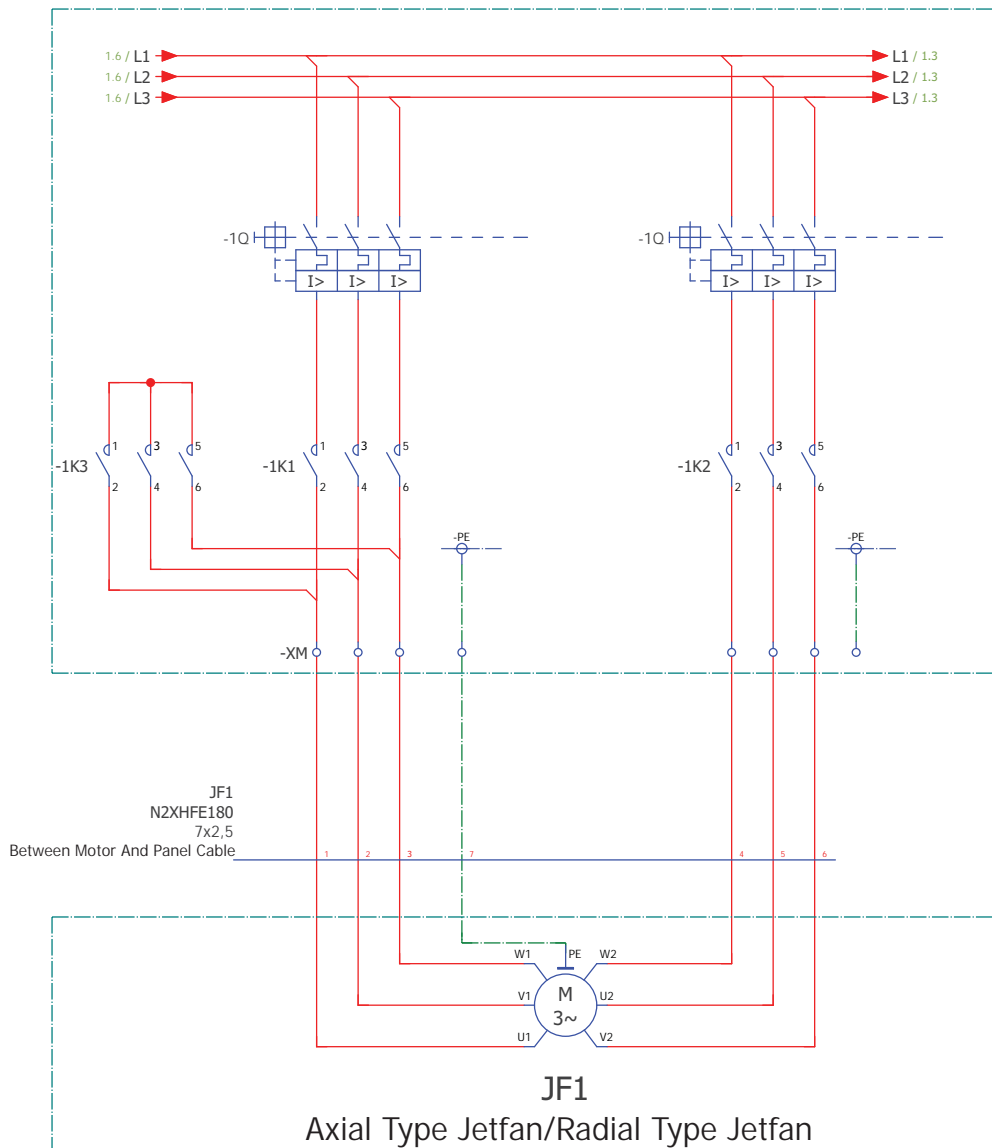 1.6 / L1 L1 / 1.3
1.6 / L2 L2 / 1.3
1.6 / L3 L3 / 1.3
-1Q -1Q
I> I> I> I> I> I>
1 3 5 1 3 5 1 3 5
-1K3 -1K1 -1K2
2 4 6 2 4 6 2 4 6
-PE -PE
-XM
JF1
N2XHFE180
7x2,5
Between Motor And Panel Cable
1 2 3 7 4 5 6
W1 PE W2
V1 M U2
3~
U1 V2
JF1
Axial Type Jetfan/Radial Type Jetfan